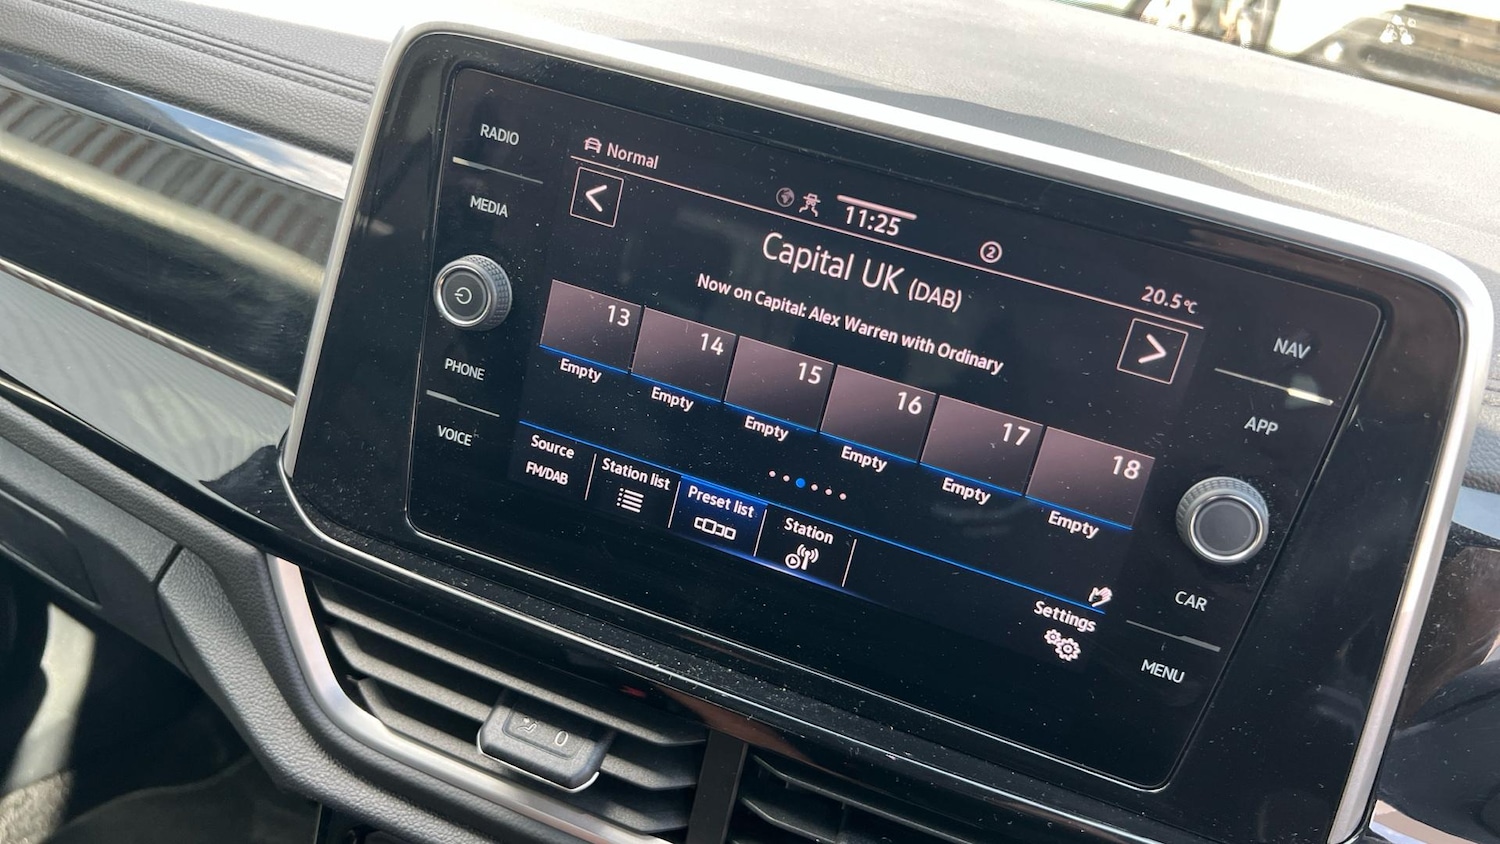 RADIO
MEDIA
PHONE
VOICE
Normal
11:25
2
20.5°C
<
Capital UK (DAB)
Now on Capital: Alex Warren with Ordinary
>
13
14
15
16
17
18
Empty
Empty
Empty
Empty
Empty
Empty
Source
FM/DAB
Station list
Preset list
Station
Settings
NAV
APP
CAR
MENU
0